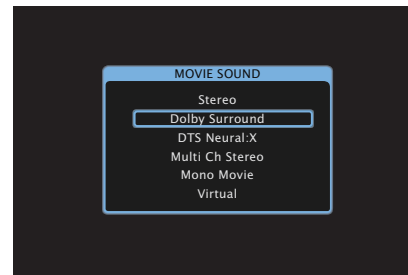 MOVIE SOUND
Stereo
Dolby Surround
DTS Neural:X
Multi Ch Stereo
Mono Movie
Virtual